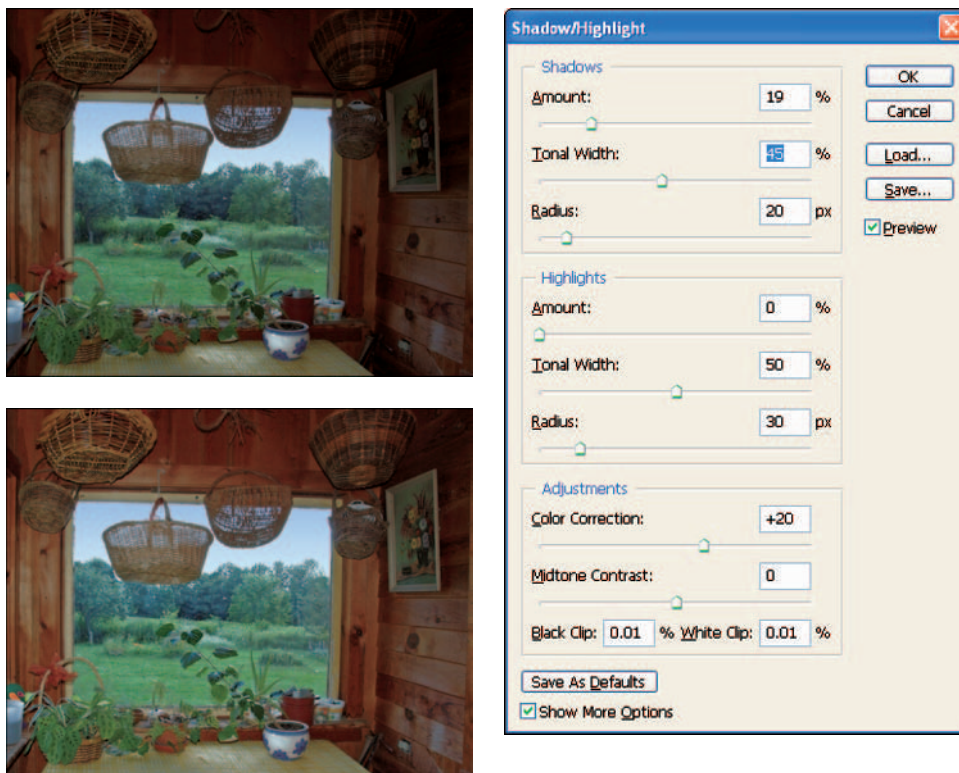 Shadow/Highlight
Shadows
Amount: 19 %
Tonal Width: 45 %
Radius: 20 px
Highlights
Amount: 0 %
Tonal Width: 50 %
Radius: 30 px
Adjustments
Color Correction: +20
Midtone Contrast: 0
Black Clip: 0.01 % White Clip: 0.01 %
Save As Defaults
Show More Options
OK
Cancel
Load...
Save...
Preview